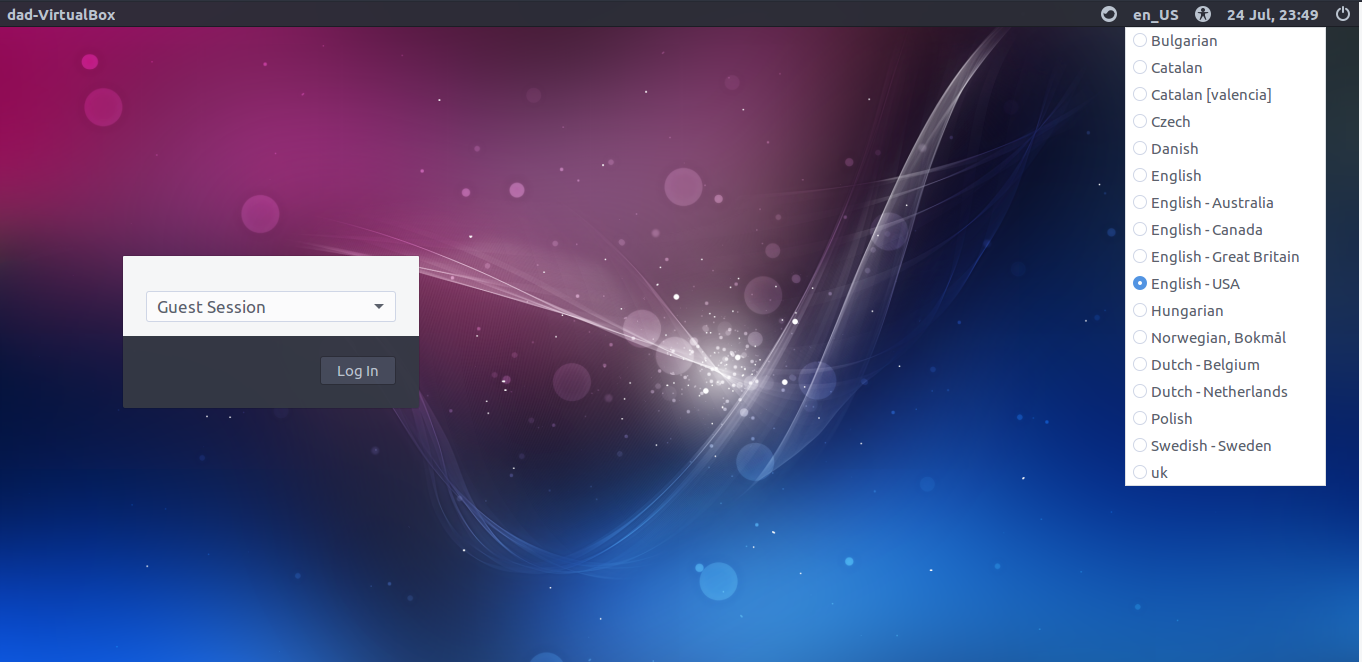 dad-VirtualBox en_US 24 Jul, 23:49
Guest Session
Log In
Bulgarian
Catalan
Catalan [valencia]
Czech
Danish
English
English - Australia
English - Canada
English - Great Britain
English - USA
Hungarian
Norwegian, Bokmål
Dutch - Belgium
Dutch - Netherlands
Polish
Swedish - Sweden
uk